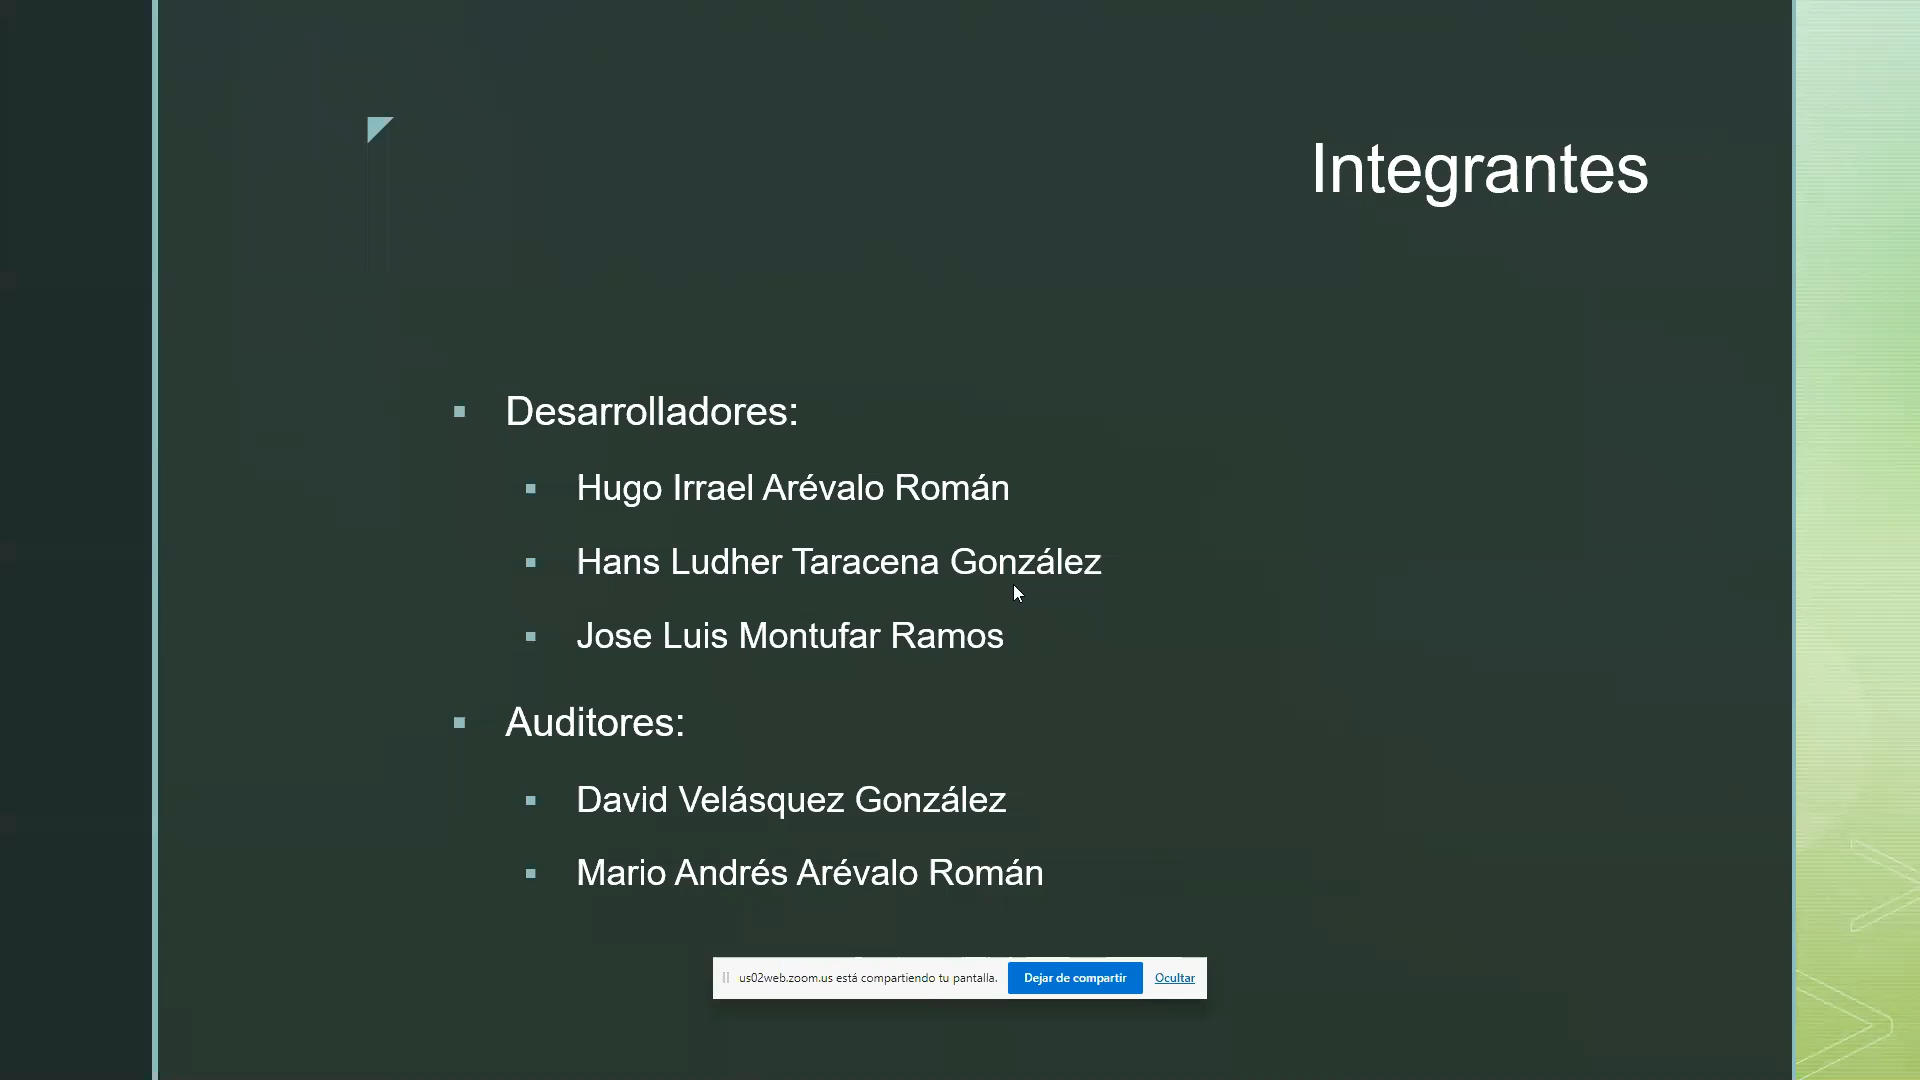 Integrantes
Desarrolladores:
Hugo Irrael Arévalo Román
Hans Ludher Taracena González
Jose Luis Montufar Ramos
Auditores:
David Velásquez González
Mario Andrés Arévalo Román
us02web.zoom.us está compartiendo tu pantalla. Dejar de compartir Ocultar